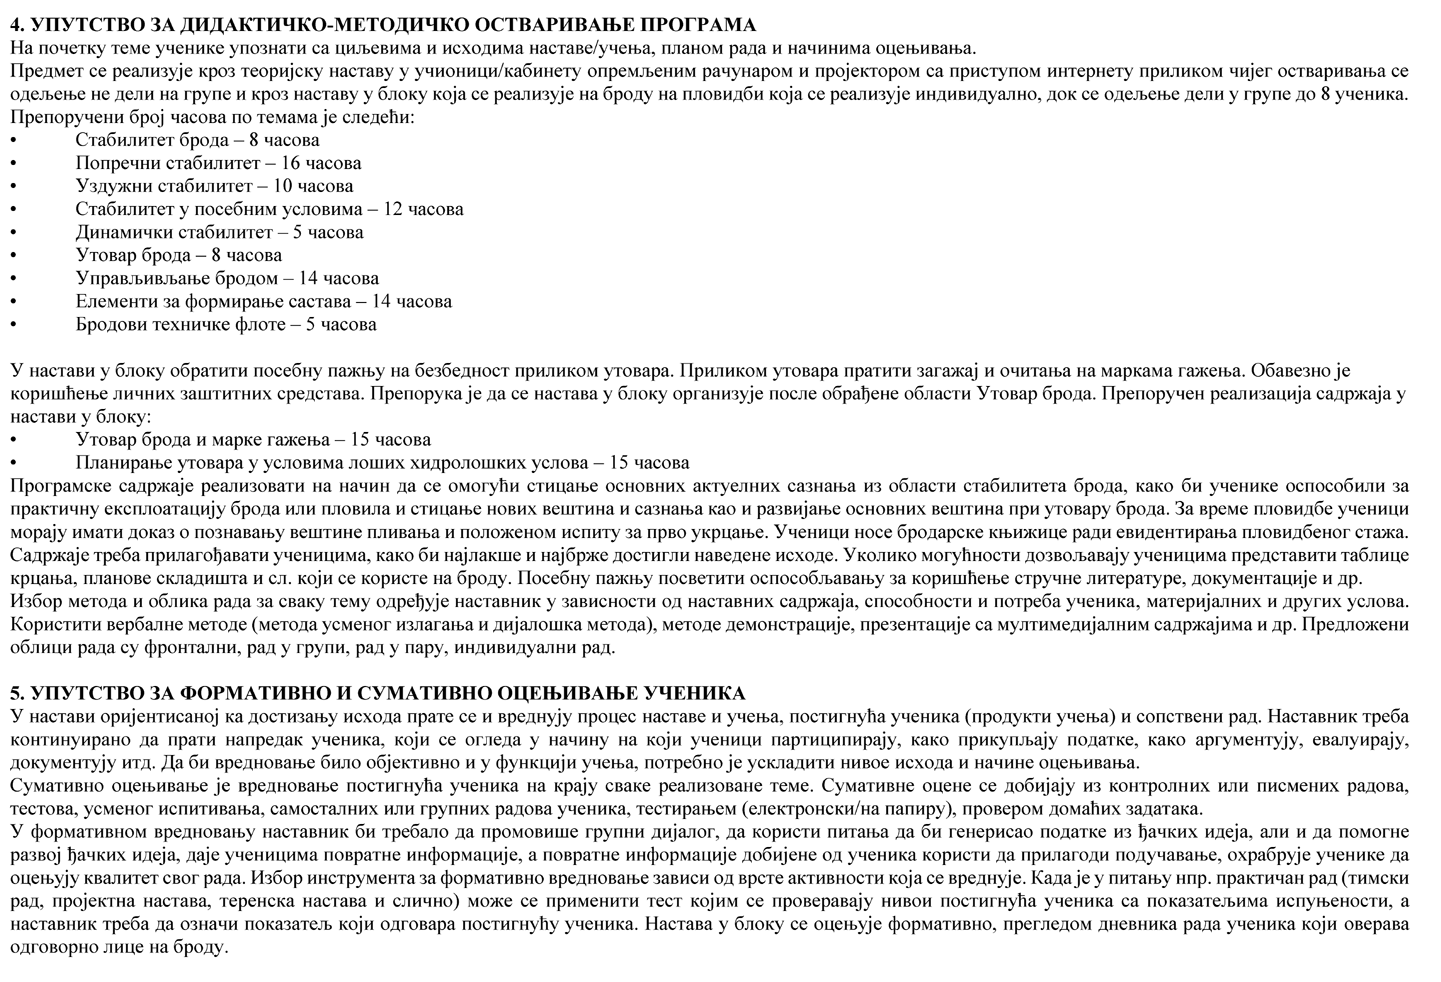 4. УПУТСТВО ЗА ДИДАКТИЧКО-МЕТОДИЧКО ОСТВАРИВАЊЕ ПРОГРАМА
На почетку теме ученике упознати са циљевима и исходима наставе/учења, планом рада и начинима оцењивања.
Предмет се реализује кроз теоријску наставу у учионици/кабинету опремљеним рачунаром и пројектором са приступом интернету приликом чијег остваривања се
одељење не дели на групе и кроз наставу у блоку која се реализује на броду на пловидби која се реализује индивидуално, док се одељење дели у групе до 8 ученика.
Препоручени број часова по темама је следећи:
• Стабилитет брода – 8 часова
• Попречни стабилитет – 16 часова
• Уздужни стабилитет – 10 часова
• Стабилитет у посебним условима – 12 часова
• Динамички стабилитет – 5 часова
• Утовар брода – 8 часова
• Управљивљање бродом – 14 часова
• Елементи за формирање састава – 14 часова
• Бродови техничке флоте – 5 часова
У настави у блоку обратити посебну пажњу на безбедност приликом утовара. Приликом утовара пратити загажај и очитања на маркама гажења. Обавезно је
коришћење личних заштитних средстава. Препорука је да се настава у блоку организује после обрађене области Утовар брода. Препоручен реализација садржаја у
настави у блоку:
• Утовар брода и марке гажења – 15 часова
• Планирање утовара у условима лоших хидролошких услова – 15 часова
Програмске садржаје реализовати на начин да се омогући стицање основних актуелних сазнања из области стабилитета брода, како би ученике оспособили за
практичну експлоатацију брода или пловила и стицање нових вештина и сазнања као и развијање основних вештина при утовару брода. За време пловидбе ученици
морају имати доказ о познавању вештине пливања и положеном испиту за прво укрцање. Ученици носе бродарске књижице ради евидентирања пловидбеног стажа.
Садржаје треба прилагођавати ученицима, како би најлакше и најбрже достигли наведене исходе. Уколико могућности дозвољавају ученицима представити таблице
крцања, планове складишта и сл. који се користе на броду. Посебну пажњу посветити оспособљавању за коришћење стручне литературе, документације и др.
Избор метода и облика рада за сваку тему одређује наставник у зависности од наставних садржаја, способности и потреба ученика, материјалних и других услова.
Користити вербалне методе (метода усменог излагања и дијалошка метода), методе демонстрације, презентације са мултимедијалним садржајима и др. Предложени
облици рада су фронтални, рад у групи, рад у пару, индивидуални рад.
5. УПУТСТВО ЗА ФОРМАТИВНО И СУМАТИВНО ОЦЕЊИВАЊЕ УЧЕНИКА
У настави оријентисаној ка достизању исхода прате се и вреднују процес наставе и учења, постигнућа ученика (продукти учења) и сопствени рад. Наставник треба
континуирано да прати напредак ученика, који се огледа у начину на који ученици партиципирају, како прикупљају податке, како аргументују, евалуирају,
документују итд. Да би вредновање било објективно и у функцији учења, потребно је ускладити нивое исхода и начине оцењивања.
Сумативно оцењивање је вредновање постигнућа ученика на крају сваке реализоване теме. Сумативне оцене се добијају из контролних или писмених радова,
тестова, усменог испитивања, самосталних или групних радова ученика, тестирањем (електронски/на папиру), провером домаћих задатака.
У формативном вредновању наставник би требало да промовише групни дијалог, да користи питања да би генерисао податке из ђачких идеја, али и да помогне
развој ђачких идеја, даје ученицима повратне информације, а повратне информације добијене од ученика користи да прилагоди подучавање, охрабрује ученике да
оцењују квалитет свог рада. Избор инструмента за формативно вредновање зависи од врсте активности која се вреднује. Када је у питању нпр. практичан рад (тимски
рад, пројектна настава, теренска настава и слично) може се применити тест којим се проверавају нивои постигнућа ученика са показатељима испуњености, а
наставник треба да означи показатељ који одговара постигнућу ученика. Настава у блоку се оцењује формативно, прегледом дневника рада ученика који оверава
одговорно лице на броду.